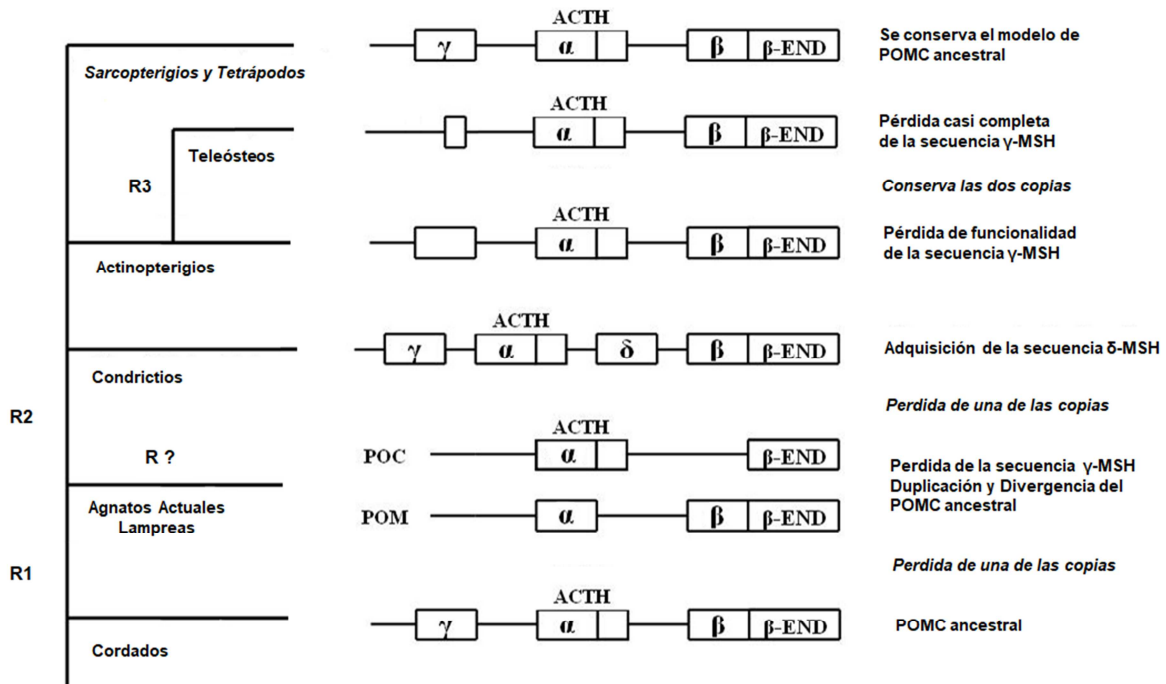 ACTH
γ α β β-END
Se conserva el modelo de
POMC ancestral
Sarcopterigios y Tetrápodos
ACTH
α β β-END
Pérdida casi completa
de la secuencia γ-MSH
Teleósteos
R3
Conserva las dos copias
ACTH
α β β-END
Pérdida de funcionalidad
de la secuencia γ-MSH
Actinopterigios
ACTH
γ α δ β β-END
Adquisición de la secuencia δ-MSH
Condrictios
R2
Perdida de una de las copias
R ?
ACTH
POC α β-END
Perdida de la secuencia γ-MSH
Duplicación y Divergencia del
POMC ancestral
Agnatos Actuales
Lampreas
POM α β β-END
R1
Perdida de una de las copias
ACTH
γ α β β-END
POMC ancestral
Cordados